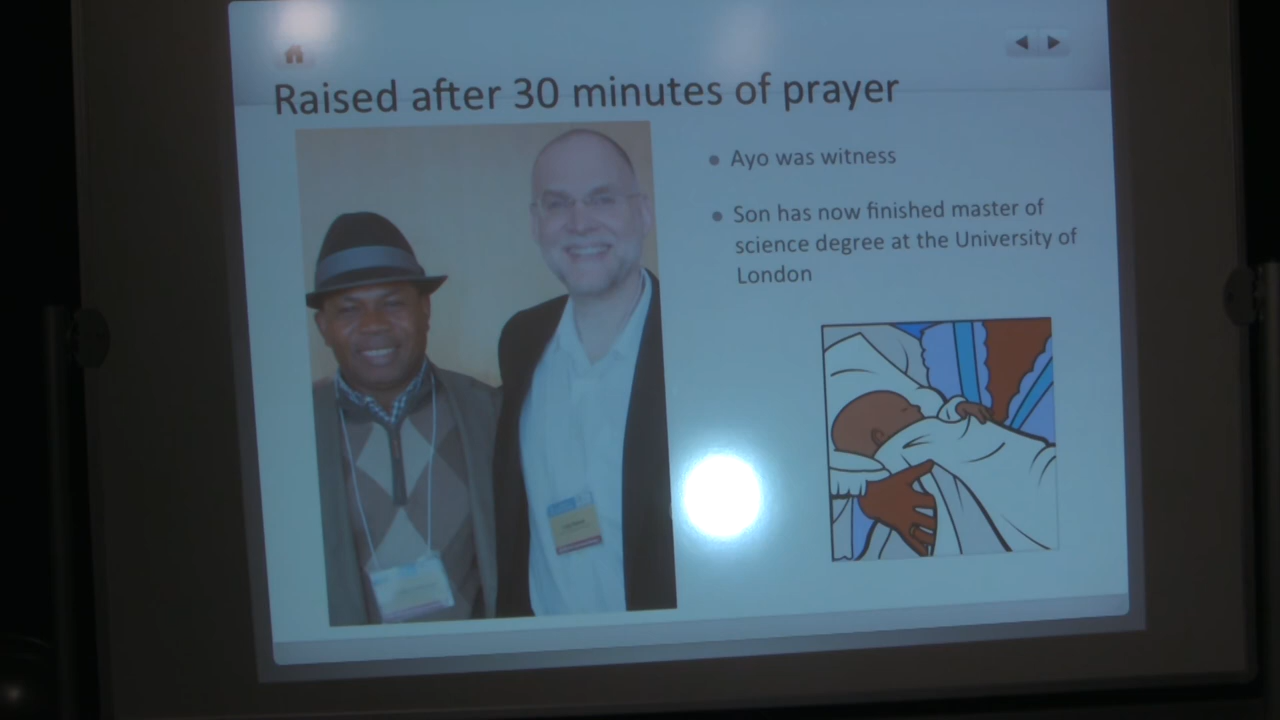 Raised after 30 minutes of prayer
Ayo was witness
Son has now finished master of
science degree at the University of
London